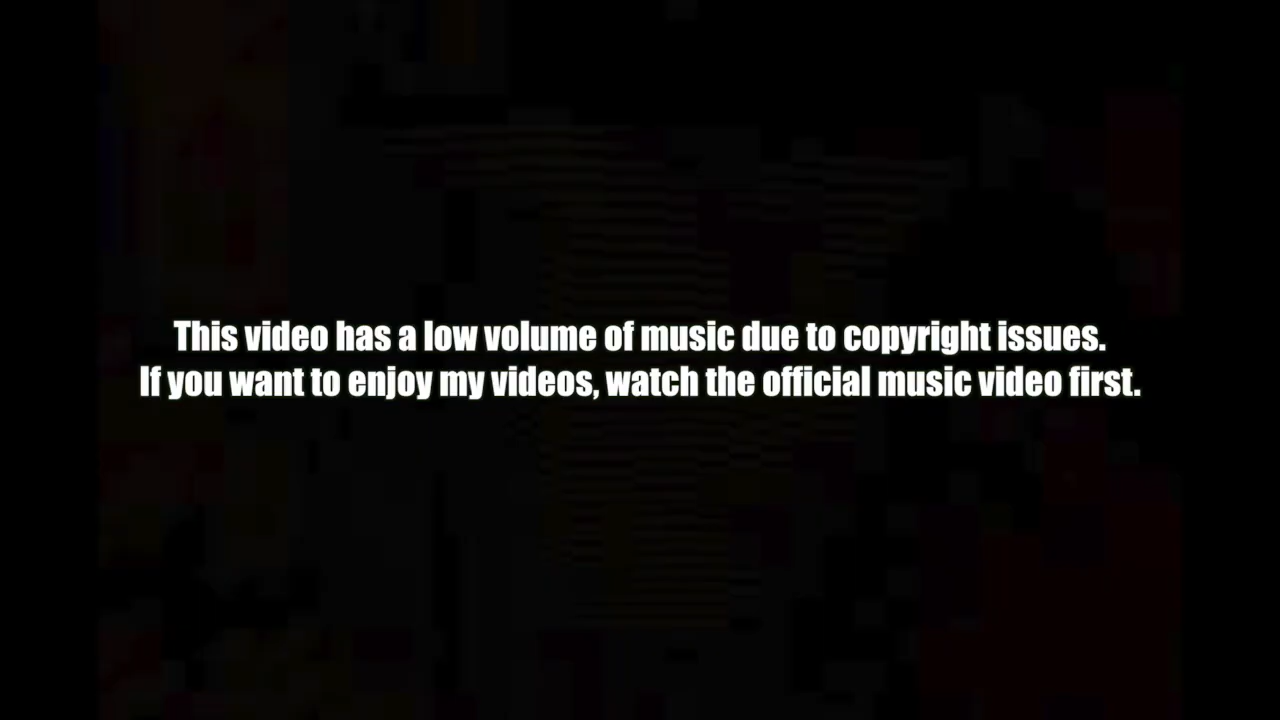 This video has a low volume of music due to copyright issues.
If you want to enjoy my videos, watch the official music video first.